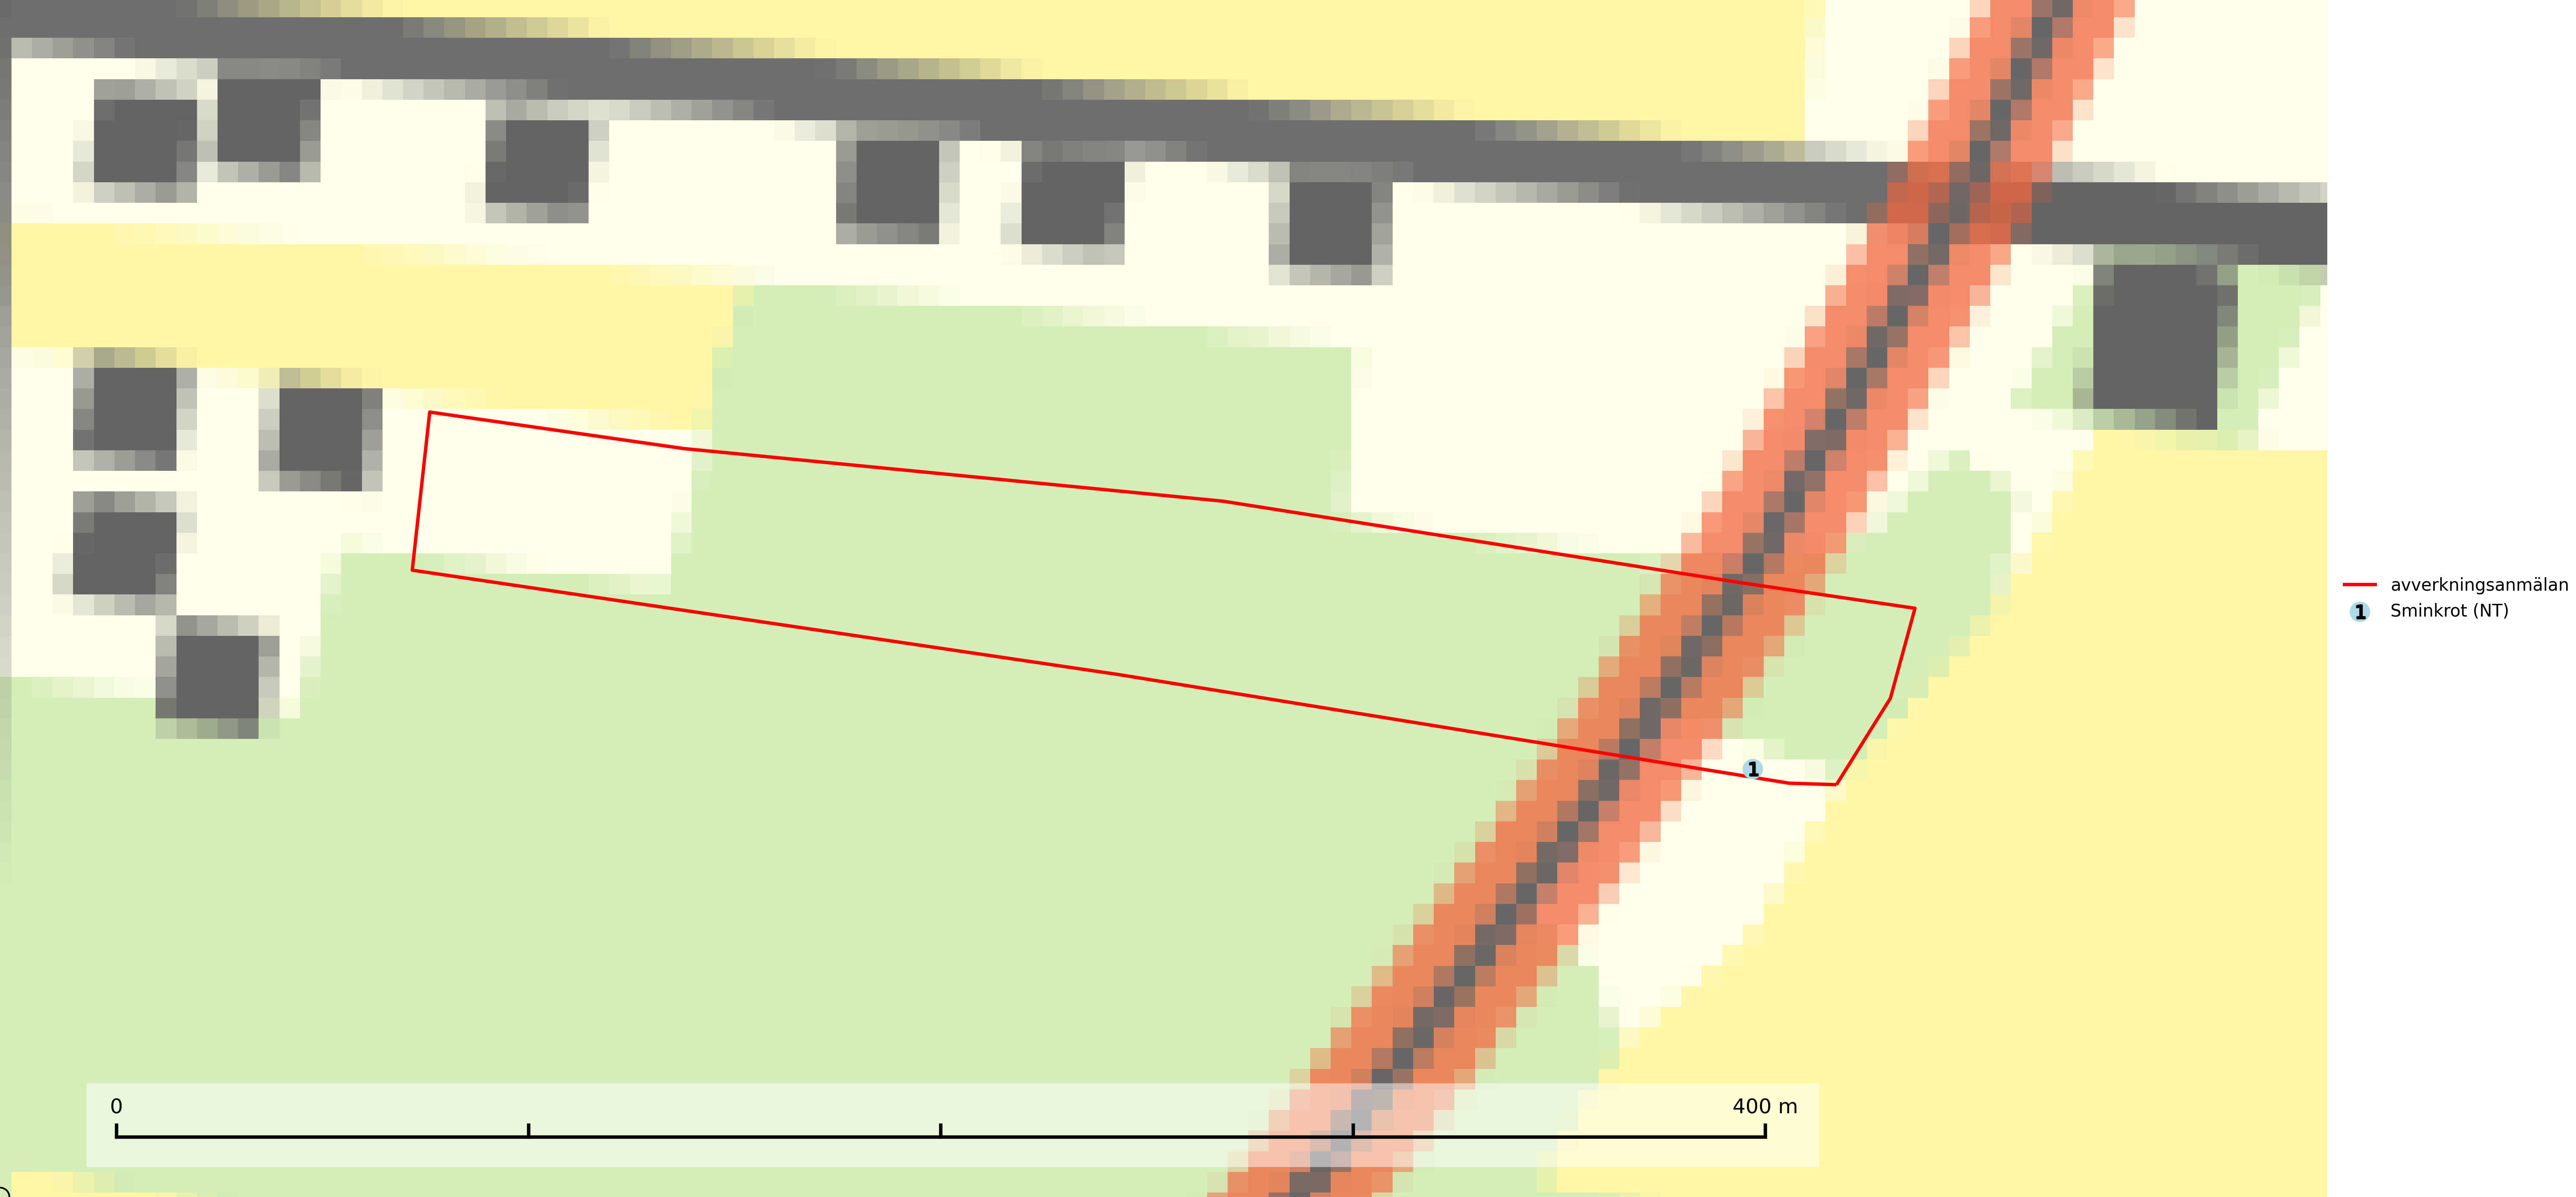 avverkningsanmälan
1 Sminkrot (NT)
1
0 400 m